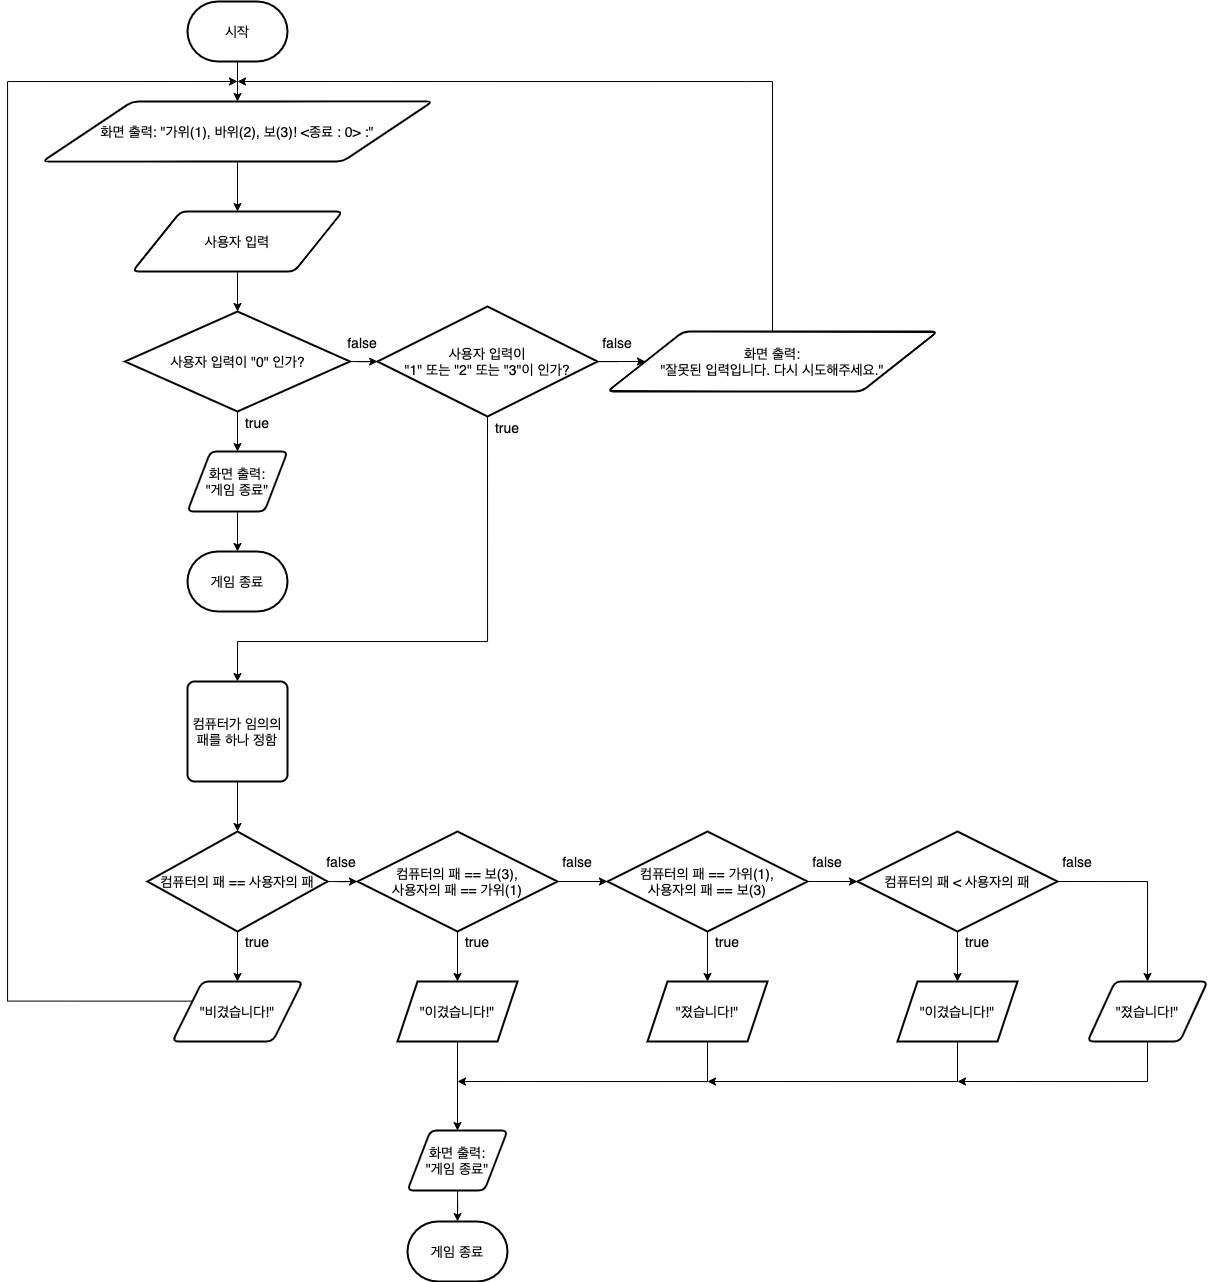 시작
화면 출력: "가위(1), 바위(2), 보(3)! <종료 : 0> :"
사용자 입력
사용자 입력이 "0" 인가?
false
사용자 입력이
"1" 또는 "2" 또는 "3"이 인가?
false
화면 출력:
"잘못된 입력입니다. 다시 시도해주세요."
true
true
화면 출력:
"게임 종료"
게임 종료
컴퓨터가 임의의
패를 하나 정함
컴퓨터의 패 == 사용자의 패
false
컴퓨터의 패 == 보(3),
사용자의 패 == 가위(1)
false
컴퓨터의 패 == 가위(1),
사용자의 패 == 보(3)
false
컴퓨터의 패 < 사용자의 패
false
true
true
true
true
"비겼습니다!"
"이겼습니다!"
"졌습니다!"
"이겼습니다!"
"졌습니다!"
화면 출력:
"게임 종료"
게임 종료